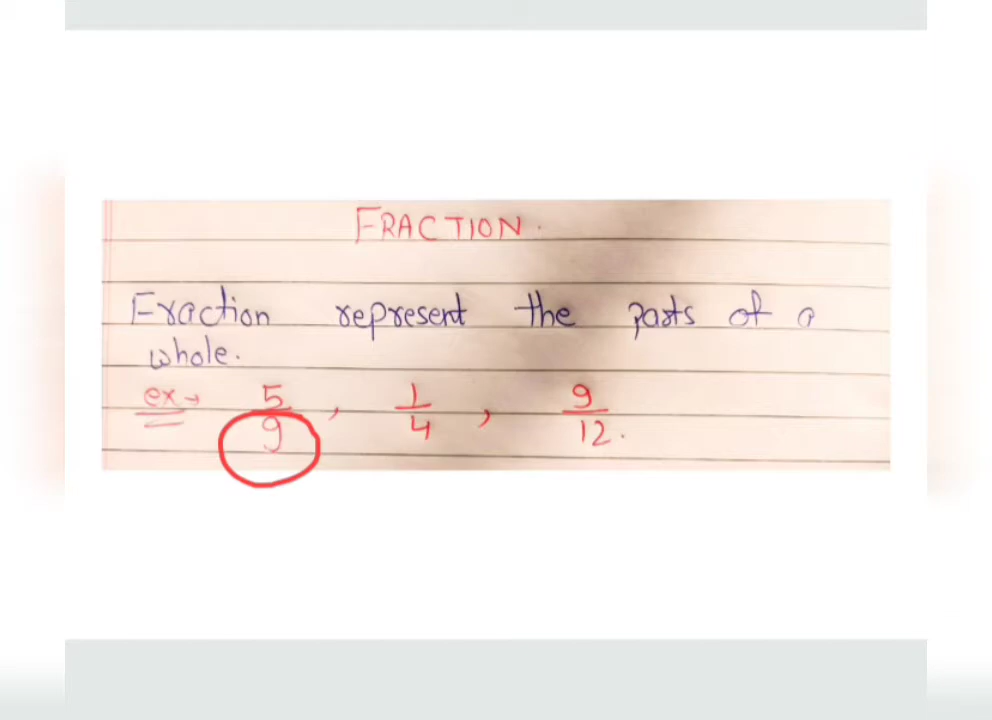 FRACTION.
Fraction represent the parts of a
whole.
ex→ 5/9, 1/4, 9/12.